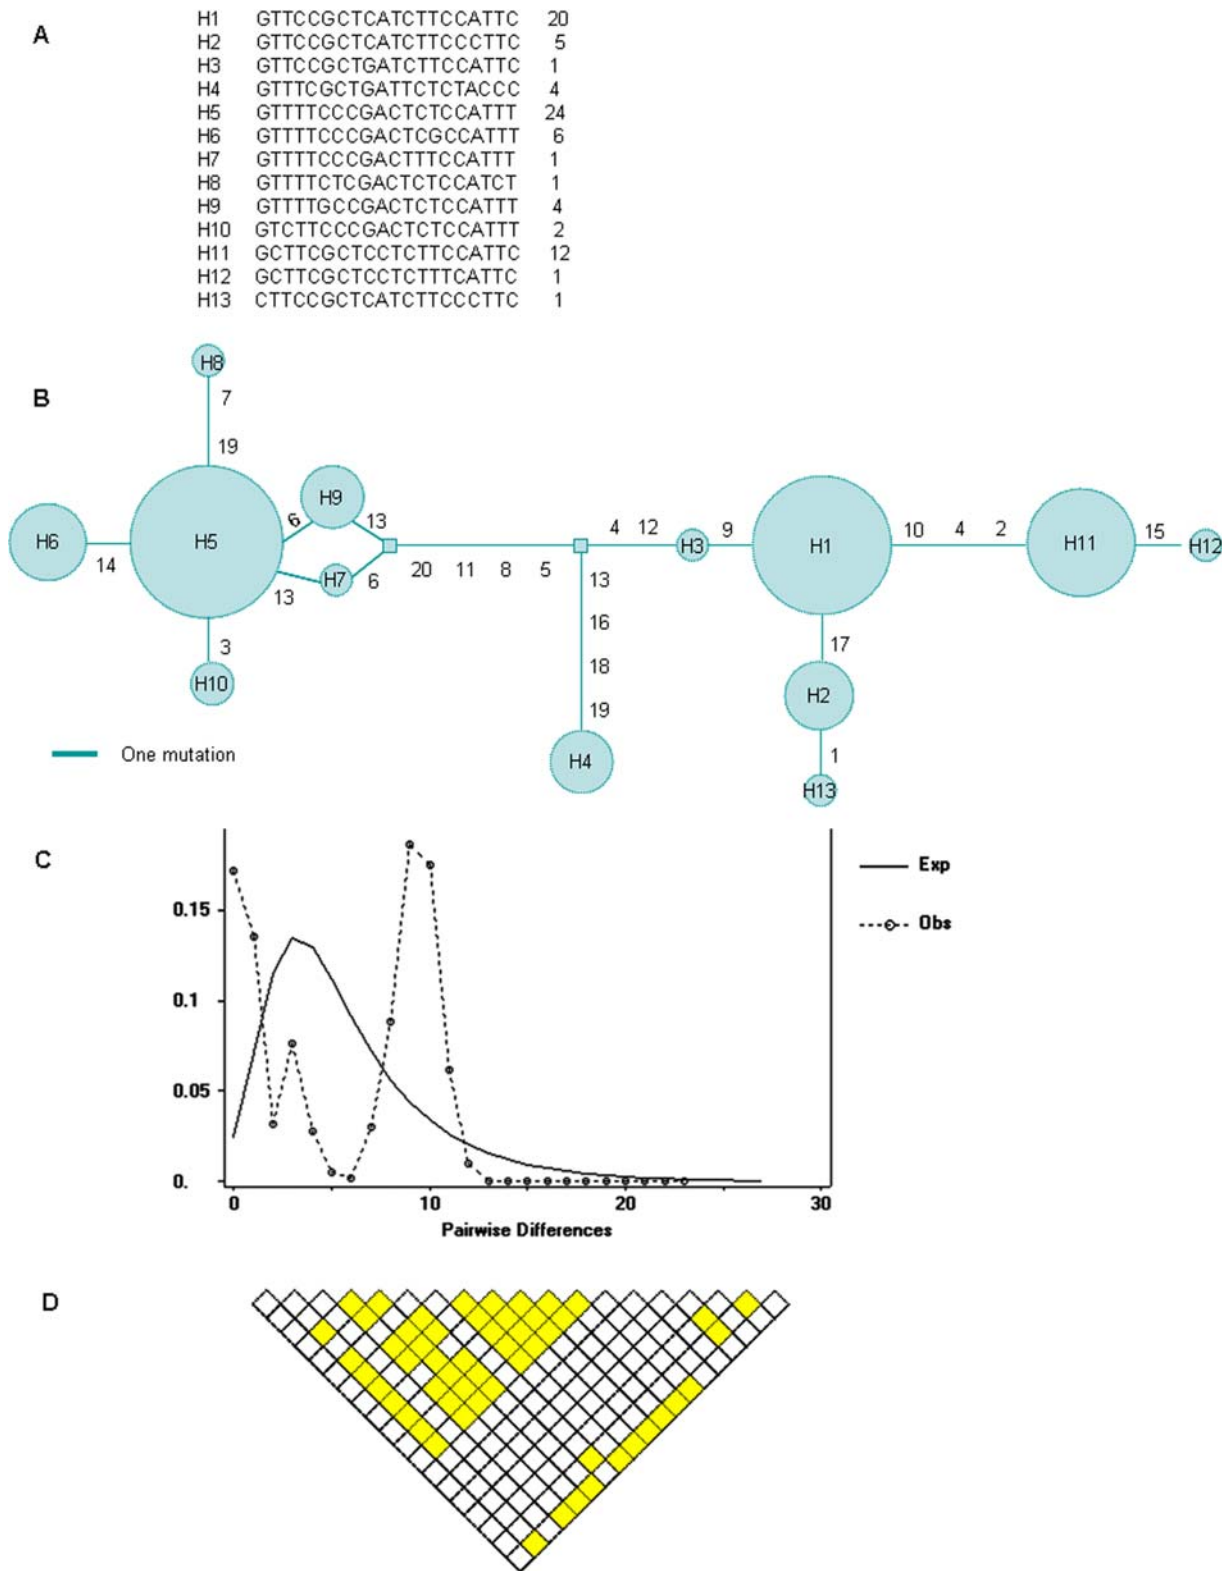 A
H1 GTTCCGCTCATCTTCCATTC 20
H2 GTTCCGCTCATCTTCCCTTC 5
H3 GTTCCGCTGATCTTCCATTC 1
H4 GTTTCGCTGATTCTCTACCC 4
H5 GTTTTCCCGACTCTCCATTT 24
H6 GTTTTCCCGACTCGCCATTT 6
H7 GTTTTCCCGACTTTCCATTT 1
H8 GTTTTCTCGACTCTCCATCT 1
H9 GTTTTGCCGACTCTCCATTT 4
H10 GTCTTCCCGACTCTCCATTT 2
H11 GCTTCGCTCCTCTTCCATTC 12
H12 GCTTCGCTCCTCTTTCATTC 1
H13 CTTCCGCTCATCTTCCCTTC 1
B
H8
7
19
H9
6 13
4 12 9 10 4 2 15
H6 H5 H3 H1 H11 H12
14
H7
13 6 20 11 8 5 13
16
17
18
3
H10
H2
19
One mutation
H4
1
H13
C
Exp
Obs
0.15
0.1
0.05
0.
0 10 20 30
Pairwise Differences
D